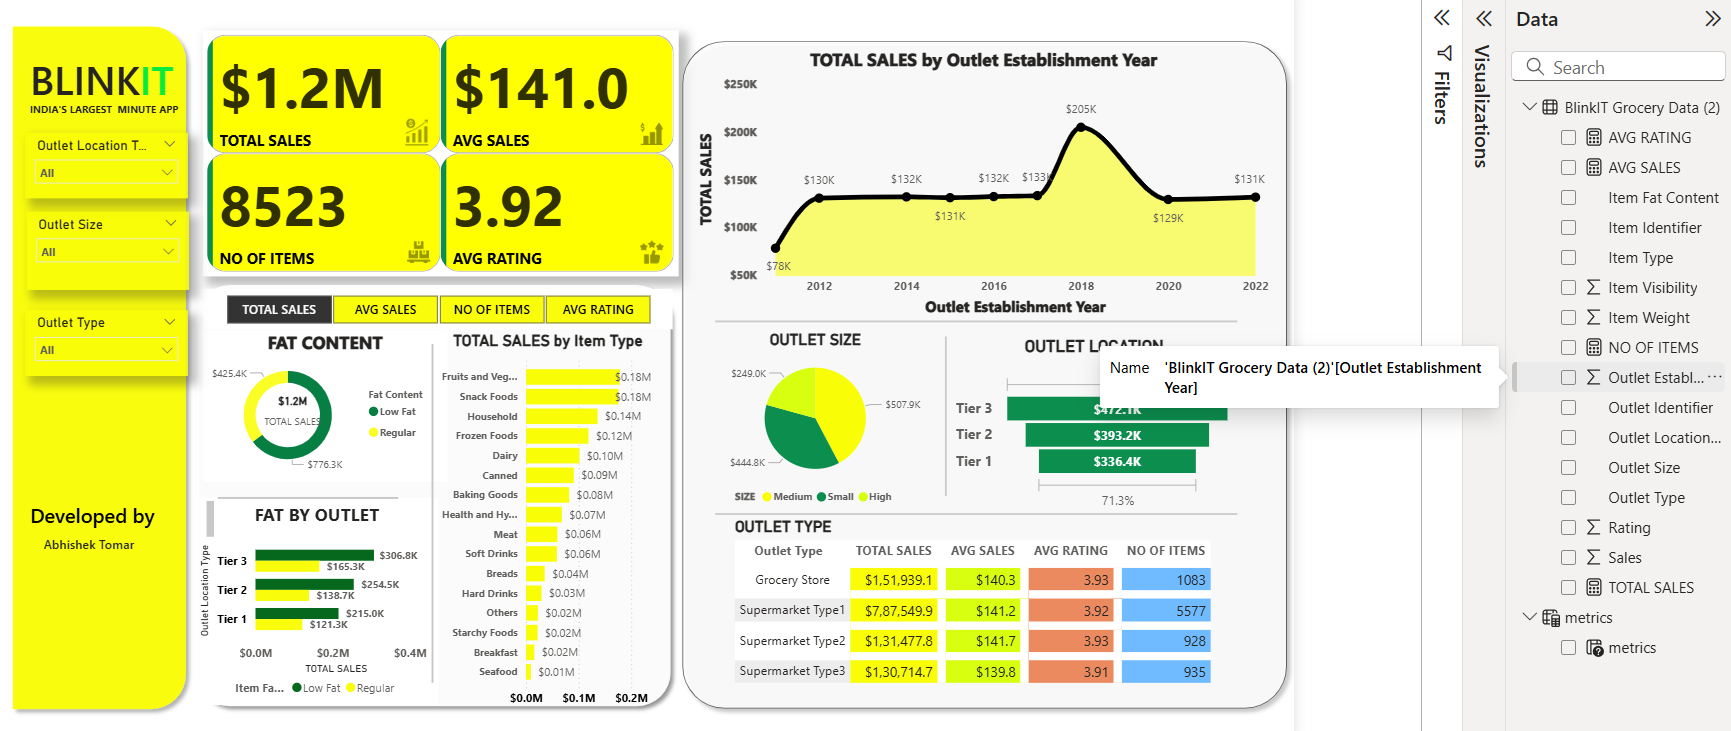 BLINKIT
INDIA'S LARGEST MINUTE APP
Outlet Location T...
All
Outlet Size
All
Outlet Type
All
Developed by
Abhishek Tomar
$1.2M
TOTAL SALES
$141.0
AVG SALES
8523
NO OF ITEMS
3.92
AVG RATING
TOTAL SALES
AVG SALES
NO OF ITEMS
AVG RATING
FAT CONTENT
$425.4K
$1.2M
TOTAL SALES
$776.3K
Fat Content
Low Fat
Regular
FAT BY OUTLET
Outlet Location Type
Tier 3
$306.8K
$165.3K
Tier 2
$254.5K
$138.7K
Tier 1
$215.0K
$121.3K
$0.0M $0.2M $0.4M
TOTAL SALES
Item Fa... Low Fat Regular
TOTAL SALES by Item Type
Fruits and Veg... $0.18M
Snack Foods $0.18M
Household $0.14M
Frozen Foods $0.12M
Dairy $0.10M
Canned $0.09M
Baking Goods $0.08M
Health and Hy... $0.07M
Meat $0.06M
Soft Drinks $0.06M
Breads $0.04M
Hard Drinks $0.03M
Others $0.02M
Starchy Foods $0.02M
Breakfast $0.02M
Seafood $0.01M
$0.0M $0.1M $0.2M
TOTAL SALES by Outlet Establishment Year
TOTAL SALES
$250K
$200K
$150K
$100K
$50K
$78K
$130K
$132K
$131K
$132K
$133K
$205K
$129K
$131K
2012 2014 2016 2018 2020 2022
Outlet Establishment Year
OUTLET SIZE
$249.0K
$507.9K
$444.8K
SIZE Medium Small High
OUTLET LOCATION
Tier 3 $472.1K
Tier 2 $393.2K
Tier 1 $336.4K
71.3%
Name 'BlinkIT Grocery Data (2)'[Outlet Establishment
Year]
OUTLET TYPE
Outlet Type TOTAL SALES AVG SALES AVG RATING NO OF ITEMS
Grocery Store $1,51,939.1 $140.3 3.93 1083
Supermarket Type1 $7,87,549.9 $141.2 3.92 5577
Supermarket Type2 $1,31,477.8 $141.7 3.93 928
Supermarket Type3 $1,30,714.7 $139.8 3.91 935
Filters
Visualizations
Data
Search
BlinkIT Grocery Data (2)
AVG RATING
AVG SALES
Item Fat Content
Item Identifier
Item Type
Item Visibility
Item Weight
NO OF ITEMS
Outlet Establ... ...
Outlet Identifier
Outlet Location...
Outlet Size
Outlet Type
Rating
Sales
TOTAL SALES
metrics
metrics